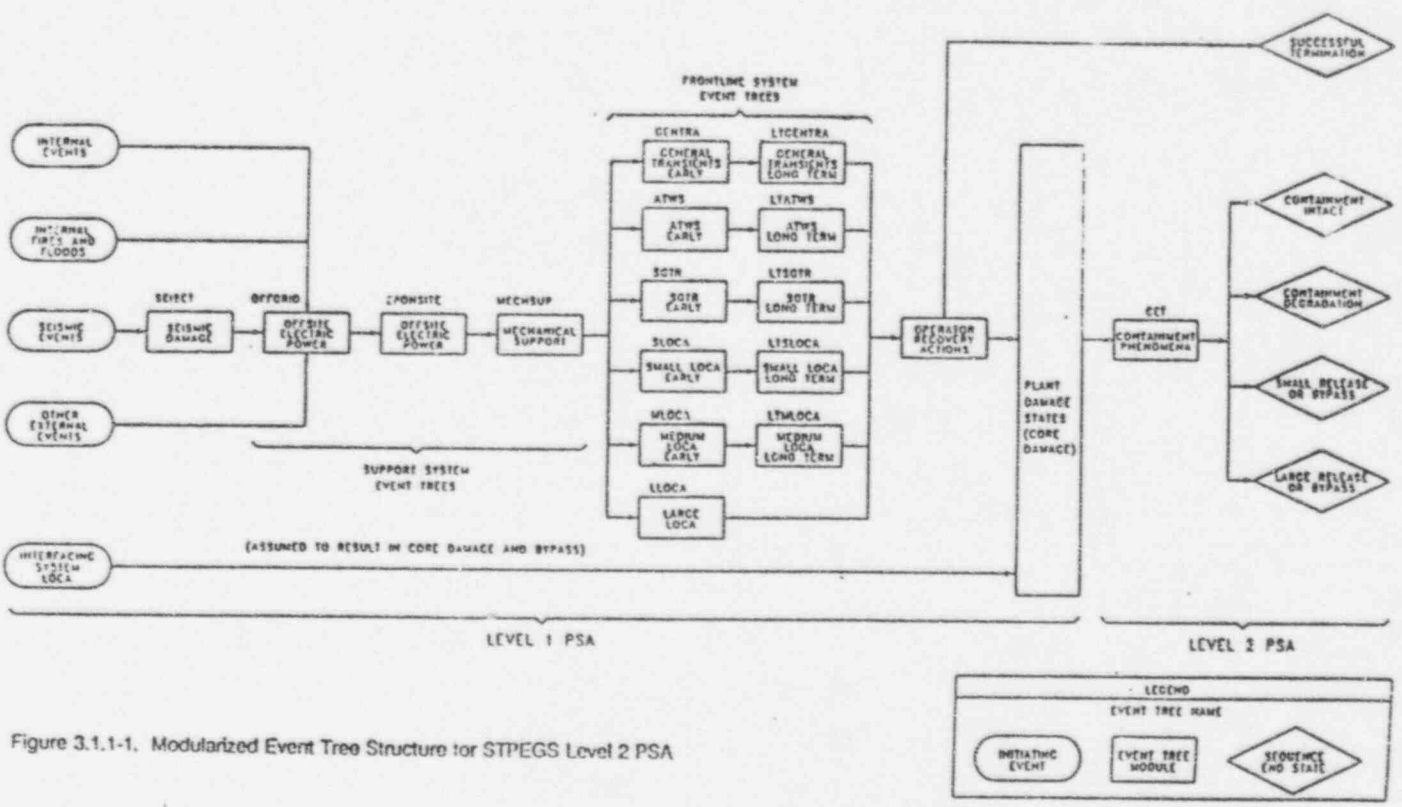 SUCCESSFUL
TERMINATION
FRONTLINE SYSTEM
EVENT TREES
INTERNAL
EVENTS
INTERNAL
FIRES AND
FLOODS
SEISMIC
EVENTS
OTHER
EXTERNAL
EVENTS
INTERFACING
SYSTEM
LOCA
SEISET
SEISMIC
DAMAGE
OFFGRID
OFFSITE
ELECTRIC
POWER
EPONSITE
OFFSITE
ELECTRIC
POWER
MECHSUP
MECHANICAL
SUPPORT
SUPPORT SYSTEM
EVENT TREES
GENTRA
GENERAL
TRANSIENTS
EARLY
LTGENTRA
GENERAL
TRANSIENTS
LONG TERM
ATWS
ATWS
EARLY
LTATWS
ATWS
LONG TERM
SGTR
SGTR
EARLY
LTSGTR
SGTR
LONG TERM
SLOCA
SMALL LOCA
EARLY
LTSLOCA
SMALL LOCA
LONG TERM
MLOCA
MEDIUM
LOCA
EARLY
LTMLOCA
MEDIUM
LOCA
LONG TERM
LLOCA
LARGE
LOCA
(ASSUMED TO RESULT IN CORE DAMAGE AND BYPASS)
OPERATOR
RECOVERY
ACTIONS
PLANT
DAMAGE
STATES
(CORE
DAMAGE)
CET
CONTAINMENT
PHENOMENA
CONTAINMENT
INTACT
CONTAINMENT
DEGRADATION
SMALL RELEASE
OR BYPASS
LARGE RELEASE
OR BYPASS
LEVEL 1 PSA
LEVEL 2 PSA
LEGEND
EVENT TREE NAME
INITIATING
EVENT
EVENT TREE
MODULE
SEQUENCE
END STATE
Figure 3.1.1-1. Modularized Event Tree Structure for STPEGS Level 2 PSA